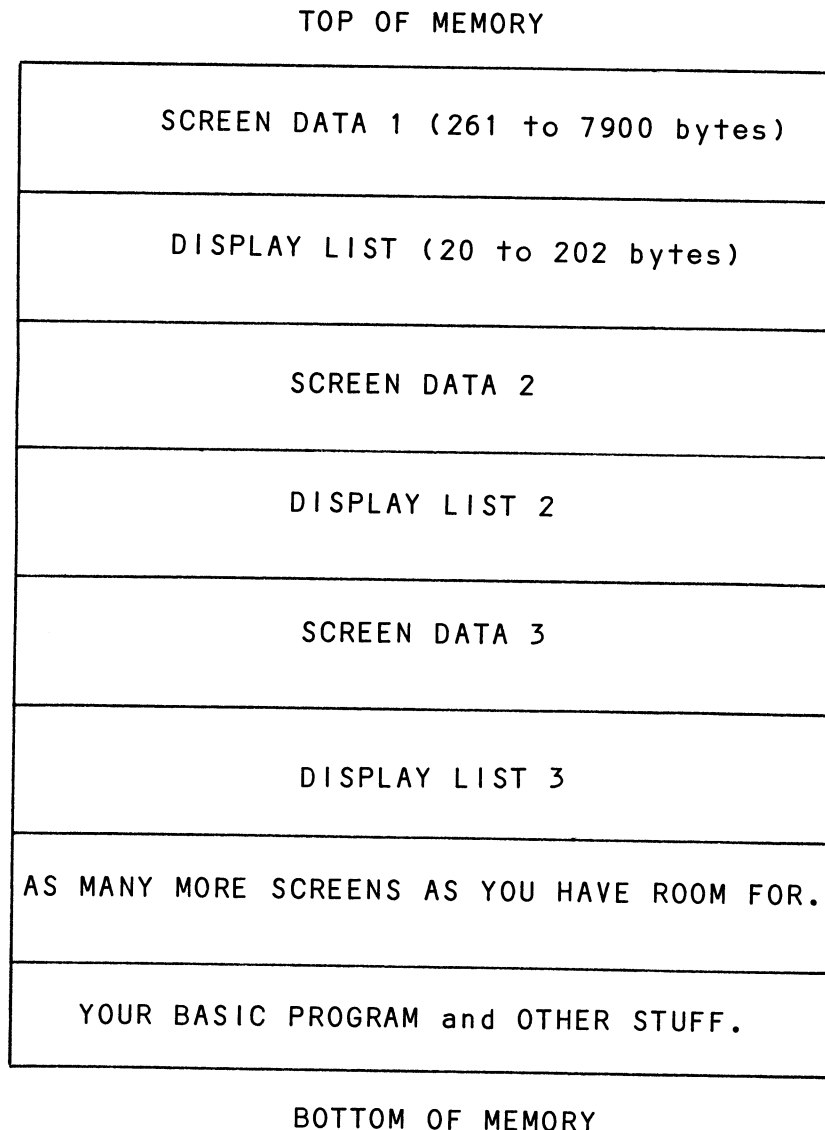 TOP OF MEMORY
SCREEN DATA 1 (261 to 7900 bytes)
DISPLAY LIST (20 to 202 bytes)
SCREEN DATA 2
DISPLAY LIST 2
SCREEN DATA 3
DISPLAY LIST 3
AS MANY MORE SCREENS AS YOU HAVE ROOM FOR.
YOUR BASIC PROGRAM and OTHER STUFF.
BOTTOM OF MEMORY